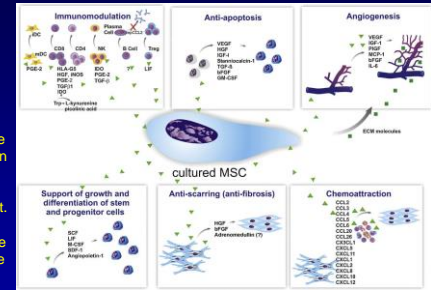 Immunomodulation
iDC
mDC
CD8
CD4
NK
Plasma
Cell
B Cell
Treg
PGE-2
HLA-G5
HGF, iNOS
PGE-2
TGFβ1
IDO
IDO
PGE-2
TGF-β
LIF
Trp→L-kynuronine
picolinic acid
Anti-apoptosis
VEGF
HGF
IGF-I
Stanniocalcin-1
TGF-ß
bFGF
GM-CSF
Angiogenesis
VEGF
IGF-1
PlGF
MCP-1
bFGF
IL-6
ECM molecules
cultured MSC
Support of growth and
differentiation of stem
and progenitor cells
SCF
LIF
M-CSF
SDF-1
Angiopoietin-1
Anti-scarring (anti-fibrosis)
HGF
bFGF
Adrenomedullin (?)
Chemoattraction
CCL2
CCL3
CCL4
CCL5
CCL6
CCL20
CCL26
CX3CL1
CXCL5
CXCL11
CXCL1
CXCL2
CXCL8
CXCL10
CXCL12